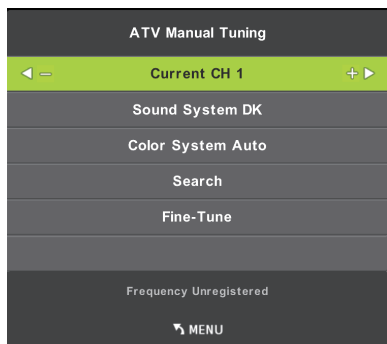 ATV Manual Tuning
Current CH 1
Sound System DK
Color System Auto
Search
Fine-Tune
Frequency Unregistered
MENU